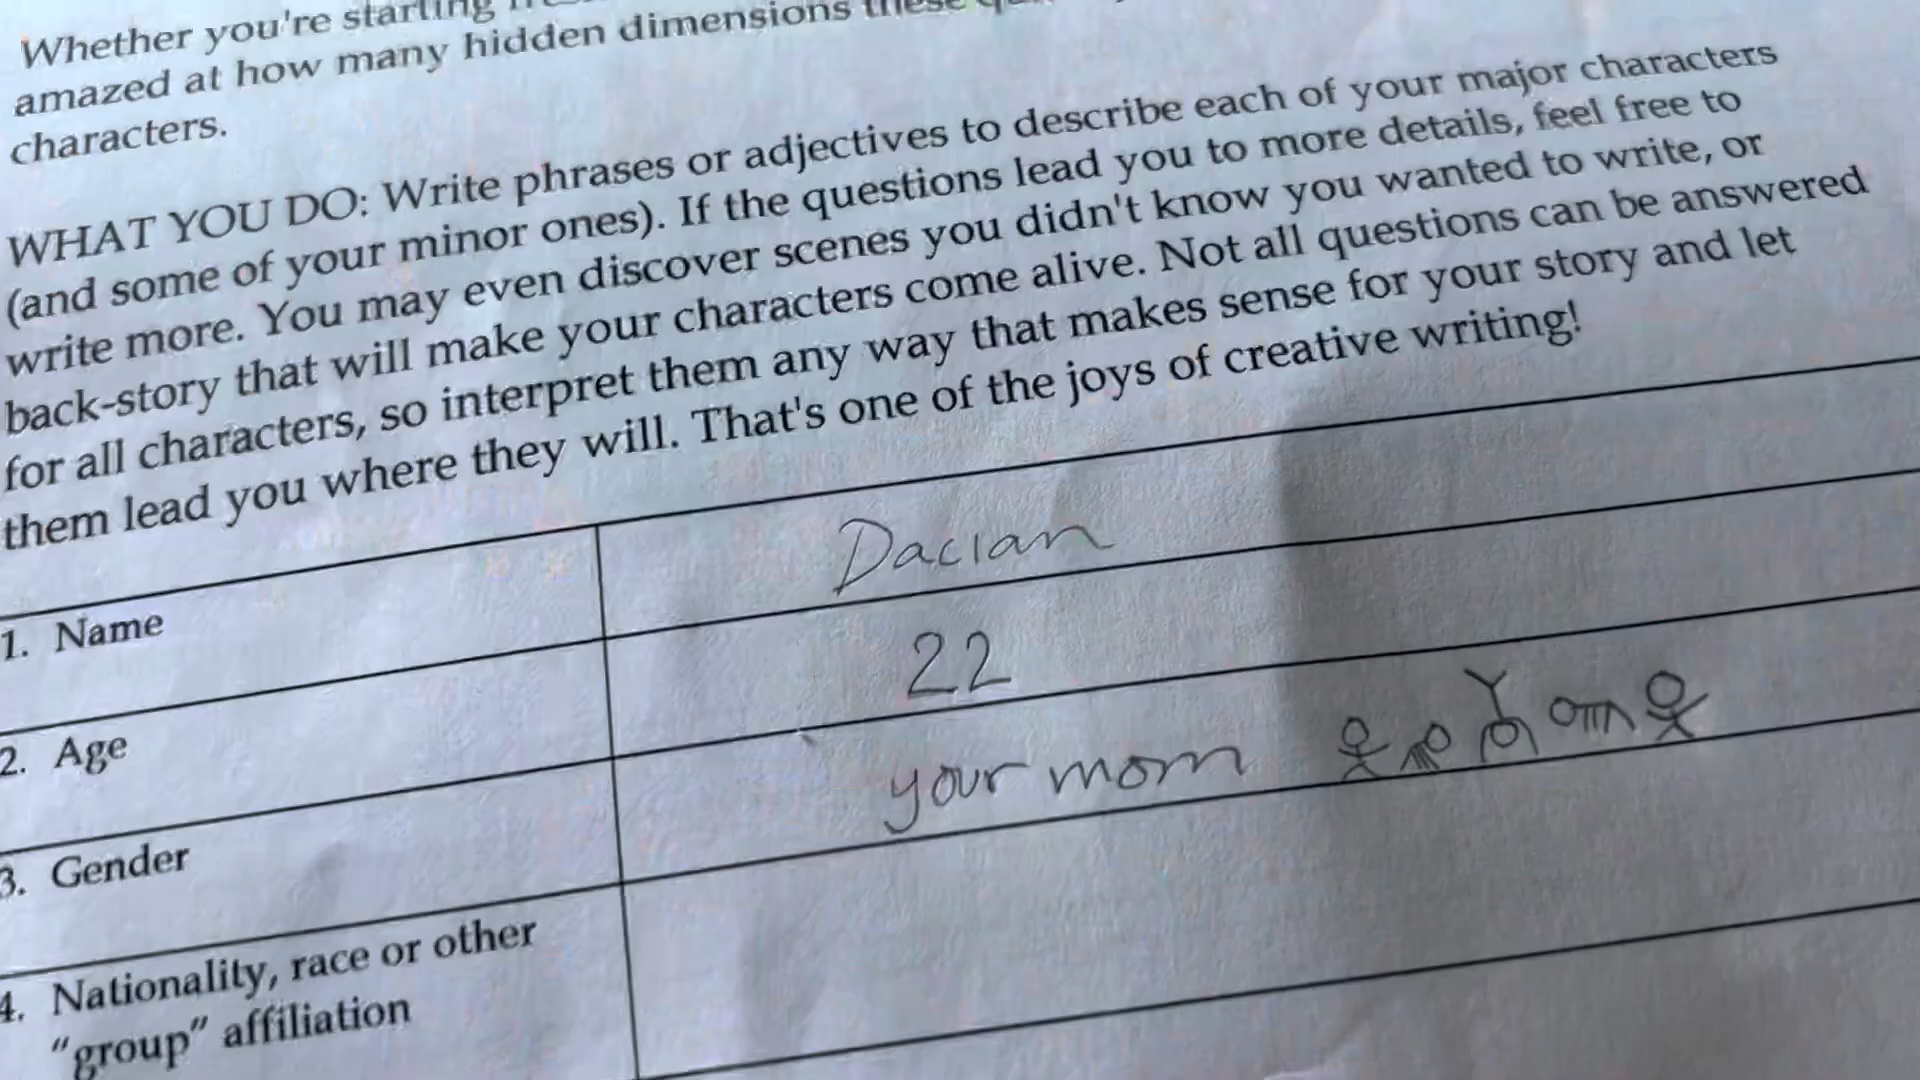 Whether you're starting
amazed at how many hidden dimensions these
characters.
WHAT YOU DO: Write phrases or adjectives to describe each of your major characters
(and some of your minor ones). If the questions lead you to more details, feel free to
write more. You may even discover scenes you didn't know you wanted to write, or
back-story that will make your characters come alive. Not all questions can be answered
for all characters, so interpret them any way that makes sense for your story and let
them lead you where they will. That's one of the joys of creative writing!
1. Name Dacian
2. Age 22
3. Gender your mom
4. Nationality, race or other
"group" affiliation